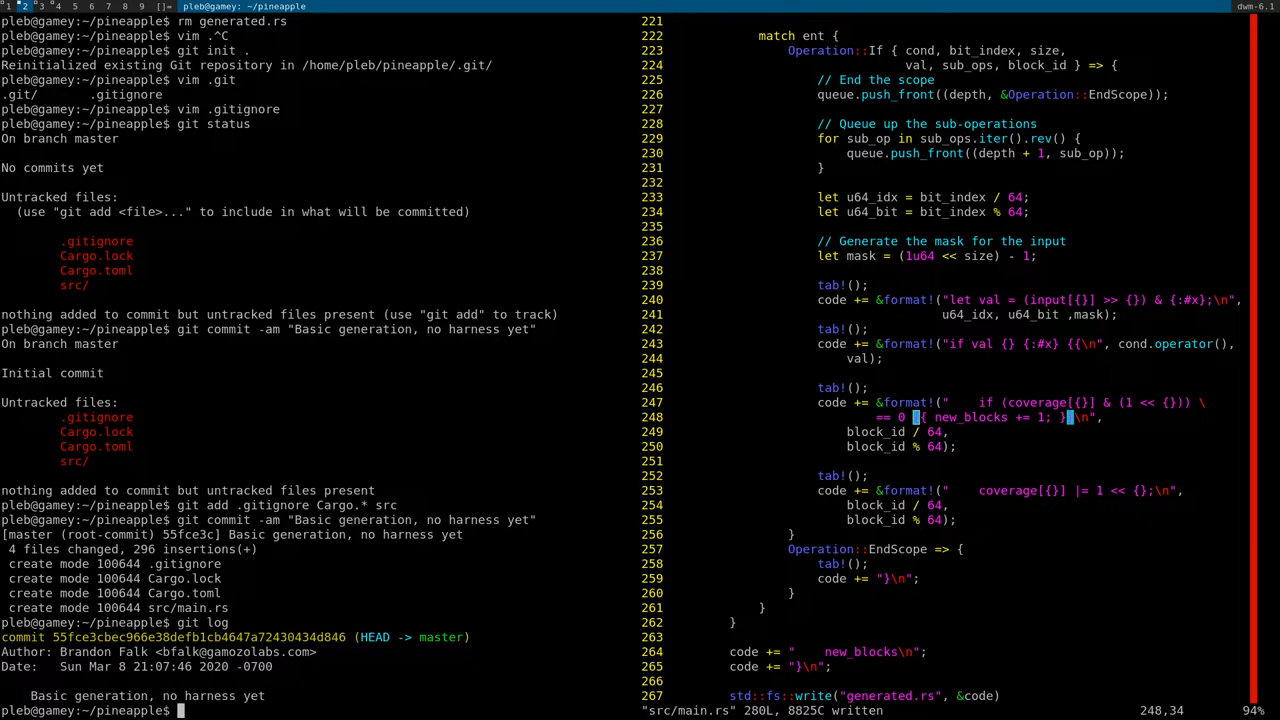 1 2 3 4 5 6 7 8 9 []= pleb@gamey: ~/pineapple dwm-6.1
pleb@gamey:~/pineapple$ rm generated.rs
pleb@gamey:~/pineapple$ vim .^C
pleb@gamey:~/pineapple$ git init .
Reinitialized existing Git repository in /home/pleb/pineapple/.git/
pleb@gamey:~/pineapple$ vim .git
.git/       .gitignore
pleb@gamey:~/pineapple$ vim .gitignore
pleb@gamey:~/pineapple$ git status
On branch master
No commits yet
Untracked files:
  (use "git add <file>..." to include in what will be committed)
        .gitignore
        Cargo.lock
        Cargo.toml
        src/
nothing added to commit but untracked files present (use "git add" to track)
pleb@gamey:~/pineapple$ git commit -am "Basic generation, no harness yet"
On branch master
Initial commit
Untracked files:
        .gitignore
        Cargo.lock
        Cargo.toml
        src/
nothing added to commit but untracked files present
pleb@gamey:~/pineapple$ git add .gitignore Cargo.* src
pleb@gamey:~/pineapple$ git commit -am "Basic generation, no harness yet"
[master (root-commit) 55fce3c] Basic generation, no harness yet
 4 files changed, 296 insertions(+)
 create mode 100644 .gitignore
 create mode 100644 Cargo.lock
 create mode 100644 Cargo.toml
 create mode 100644 src/main.rs
pleb@gamey:~/pineapple$ git log
commit 55fce3cbec966e38defb1cb4647a72430434d846 (HEAD -> master)
Author: Brandon Falk <bfalk@gamozolabs.com>
Date:   Sun Mar 8 21:07:46 2020 -0700
    Basic generation, no harness yet
pleb@gamey:~/pineapple$
221
222             match ent {
223                 Operation::If { cond, bit_index, size,
224                                 val, sub_ops, block_id } => {
225                     // End the scope
226                     queue.push_front((depth, &Operation::EndScope));
227
228                     // Queue up the sub-operations
229                     for sub_op in sub_ops.iter().rev() {
230                         queue.push_front((depth + 1, sub_op));
231                     }
232
233                     let u64_idx = bit_index / 64;
234                     let u64_bit = bit_index % 64;
235
236                     // Generate the mask for the input
237                     let mask = (1u64 << size) - 1;
238
239                     tab!();
240                     code += &format!("let val = (input[{}] >> {}) & {:#x};\n",
241                                      u64_idx, u64_bit ,mask);
242                     tab!();
243                     code += &format!("if val {} {:#x} {{\n", cond.operator(),
244                         val);
245
246                     tab!();
247                     code += &format!("    if (coverage[{}] & (1 << {})) \
248                             == 0 {{ new_blocks += 1; }}\n",
249                         block_id / 64,
250                         block_id % 64);
251
252                     tab!();
253                     code += &format!("    coverage[{}] |= 1 << {};\n",
254                         block_id / 64,
255                         block_id % 64);
256                 }
257                 Operation::EndScope => {
258                     tab!();
259                     code += "}\n";
260                 }
261             }
262         }
263
264         code += "    new_blocks\n";
265         code += "}\n";
266
267         std::fs::write("generated.rs", &code)
"src/main.rs" 280L, 8825C written 248,34 94%